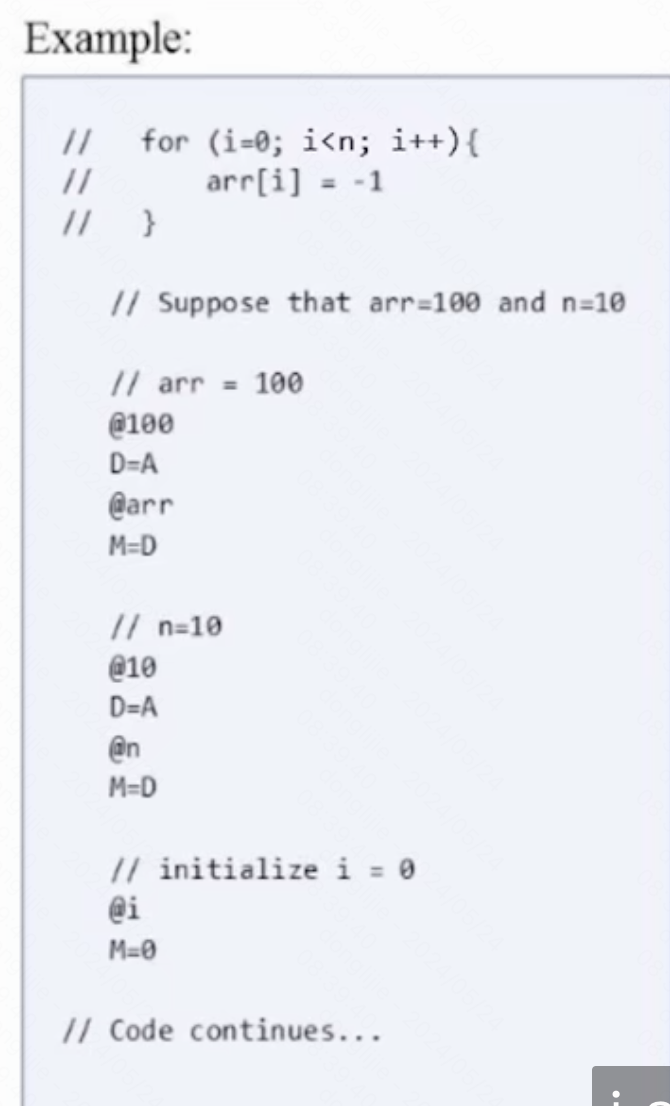 Example:
// for (i=0; i<n; i++){
// arr[i] = -1
// }
// Suppose that arr=100 and n=10
// arr = 100
@100
D=A
@arr
M=D
// n=10
@10
D=A
@n
M=D
// initialize i = 0
@i
M=0
// Code continues...